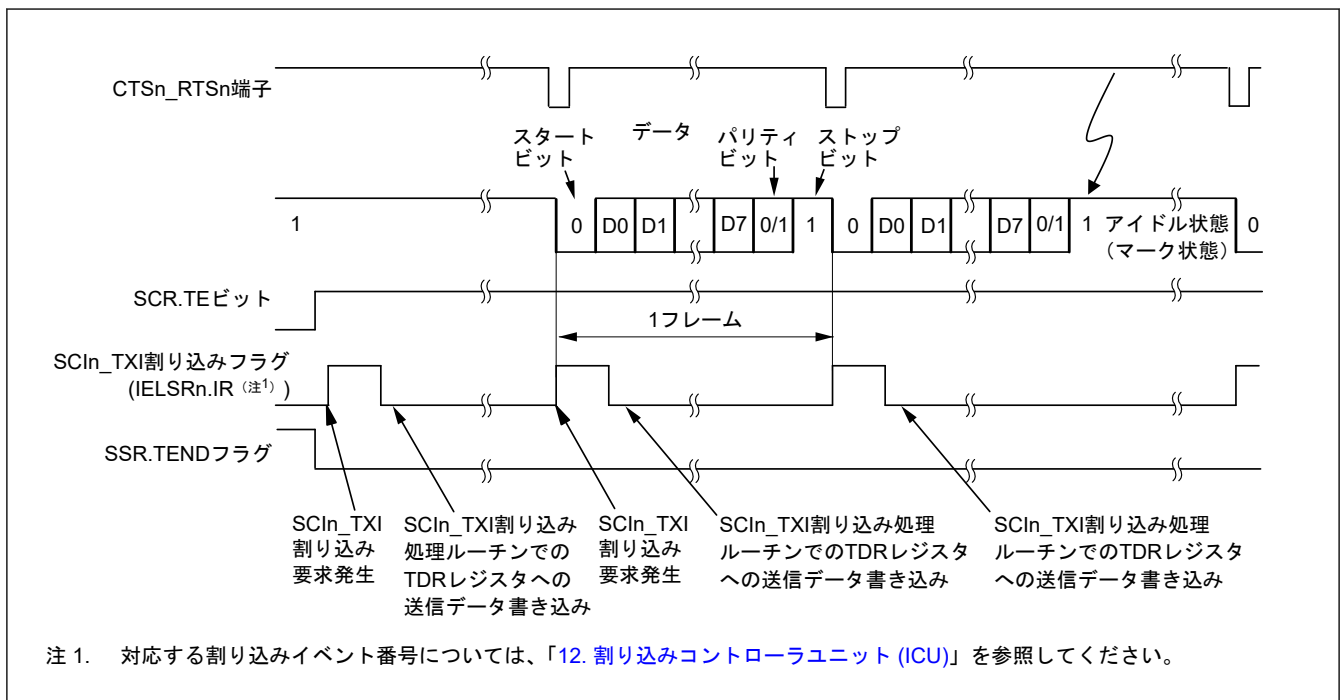 CTSn_RTSn端子
スタート
ビット
データ
パリティ
ビット
ストップ
ビット
1
0
D0
D1
D7
0/1
1
0
D0
D1
D7
0/1
1
アイドル状態
(マーク状態)
0
SCR.TEビット
1フレーム
SCIn_TXI割り込みフラグ
(IELSRn.IR (注1) )
SSR.TENDフラグ
SCIn_TXI
割り込み
要求発生
SCIn_TXI割り込み
処理ルーチンでの
TDRレジスタへの
送信データ書き込み
SCIn_TXI
割り込み
要求発生
SCIn_TXI割り込み処理
ルーチンでのTDRレジスタ
への送信データ書き込み
SCIn_TXI割り込み処理
ルーチンでのTDRレジスタ
への送信データ書き込み
注 1. 対応する割り込みイベント番号については、「12. 割り込みコントローラユニット (ICU)」を参照してください。